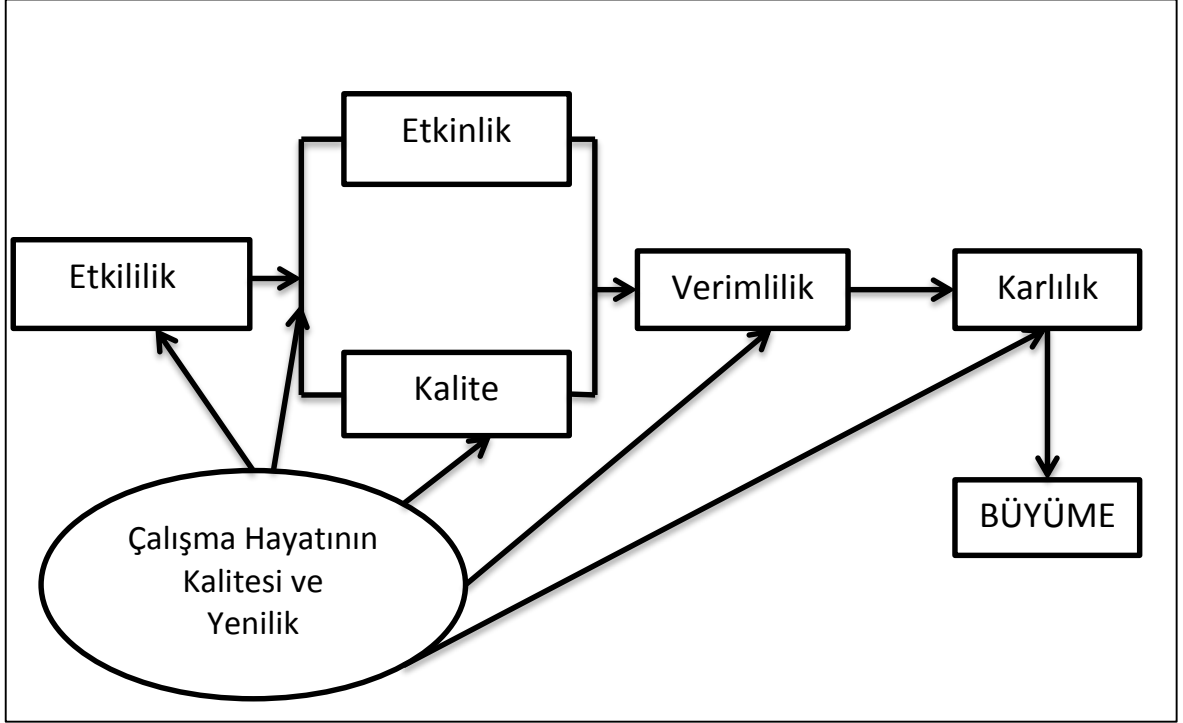 Etkinlik
Etkililik
Verimlilik
Karlılık
Kalite
BÜYÜME
Çalışma Hayatının
Kalitesi ve
Yenilik